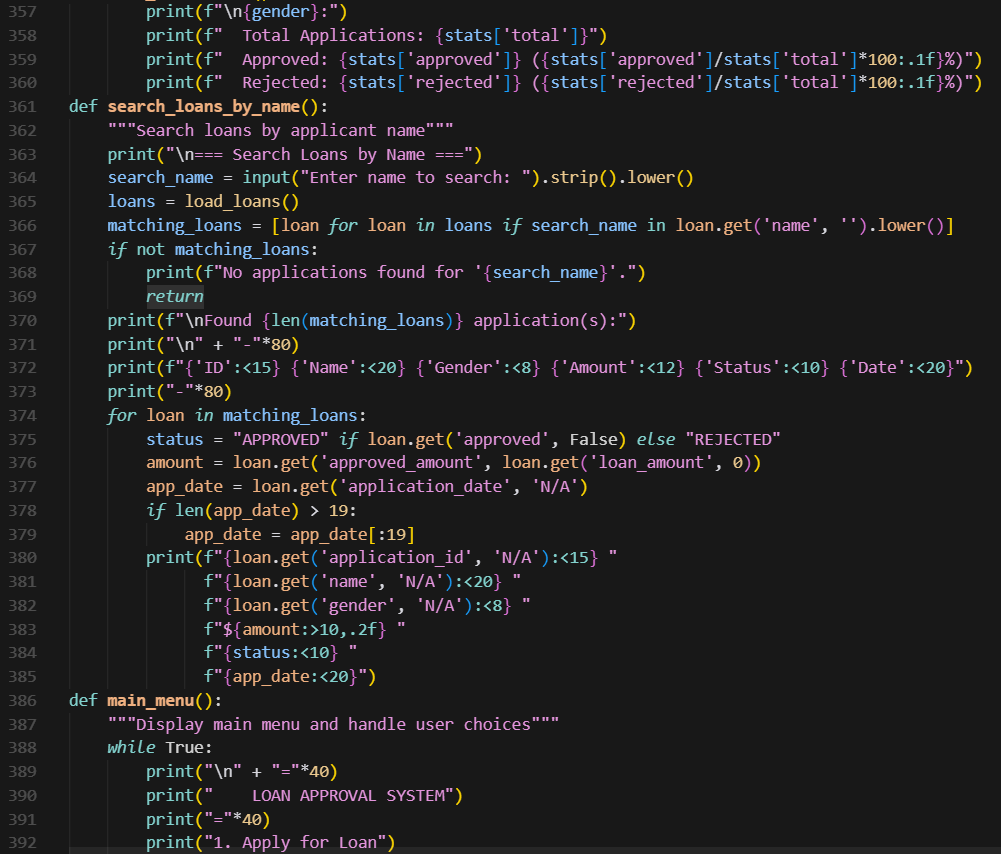 357 print(f"\n{gender}:")
358 print(f"  Total Applications: {stats['total']}")
359 print(f"  Approved: {stats['approved']} ({stats['approved']/stats['total']*100:.1f}%)")
360 print(f"  Rejected: {stats['rejected']} ({stats['rejected']/stats['total']*100:.1f}%)")
361 def search_loans_by_name():
362 """Search loans by applicant name"""
363 print("\n=== Search Loans by Name ===")
364 search_name = input("Enter name to search: ").strip().lower()
365 loans = load_loans()
366 matching_loans = [loan for loan in loans if search_name in loan.get('name', '').lower()]
367 if not matching_loans:
368 print(f"No applications found for '{search_name}'.")
369 return
370 print(f"\nFound {len(matching_loans)} application(s):")
371 print("\n" + "-"*80)
372 print(f"{'ID':<15} {'Name':<20} {'Gender':<8} {'Amount':<12} {'Status':<10} {'Date':<20}")
373 print("-"*80)
374 for loan in matching_loans:
375 status = "APPROVED" if loan.get('approved', False) else "REJECTED"
376 amount = loan.get('approved_amount', loan.get('loan_amount', 0))
377 app_date = loan.get('application_date', 'N/A')
378 if len(app_date) > 19:
379 app_date = app_date[:19]
380 print(f"{loan.get('application_id', 'N/A'):<15} "
381 f"{loan.get('name', 'N/A'):<20} "
382 f"{loan.get('gender', 'N/A'):<8} "
383 f"${amount:>10,.2f} "
384 f"{status:<10} "
385 f"{app_date:<20}")
386 def main_menu():
387 """Display main menu and handle user choices"""
388 while True:
389 print("\n" + "="*40)
390 print("    LOAN APPROVAL SYSTEM")
391 print("="*40)
392 print("1. Apply for Loan")